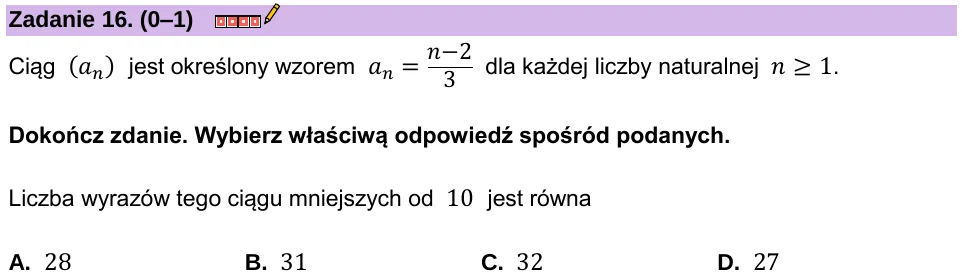 Zadanie 16. (0–1)
Ciąg (aₙ) jest określony wzorem aₙ = n−2/3 dla każdej liczby naturalnej n ≥ 1.
Dokończ zdanie. Wybierz właściwą odpowiedź spośród podanych.
Liczba wyrazów tego ciągu mniejszych od 10 jest równa
A. 28 B. 31 C. 32 D. 27